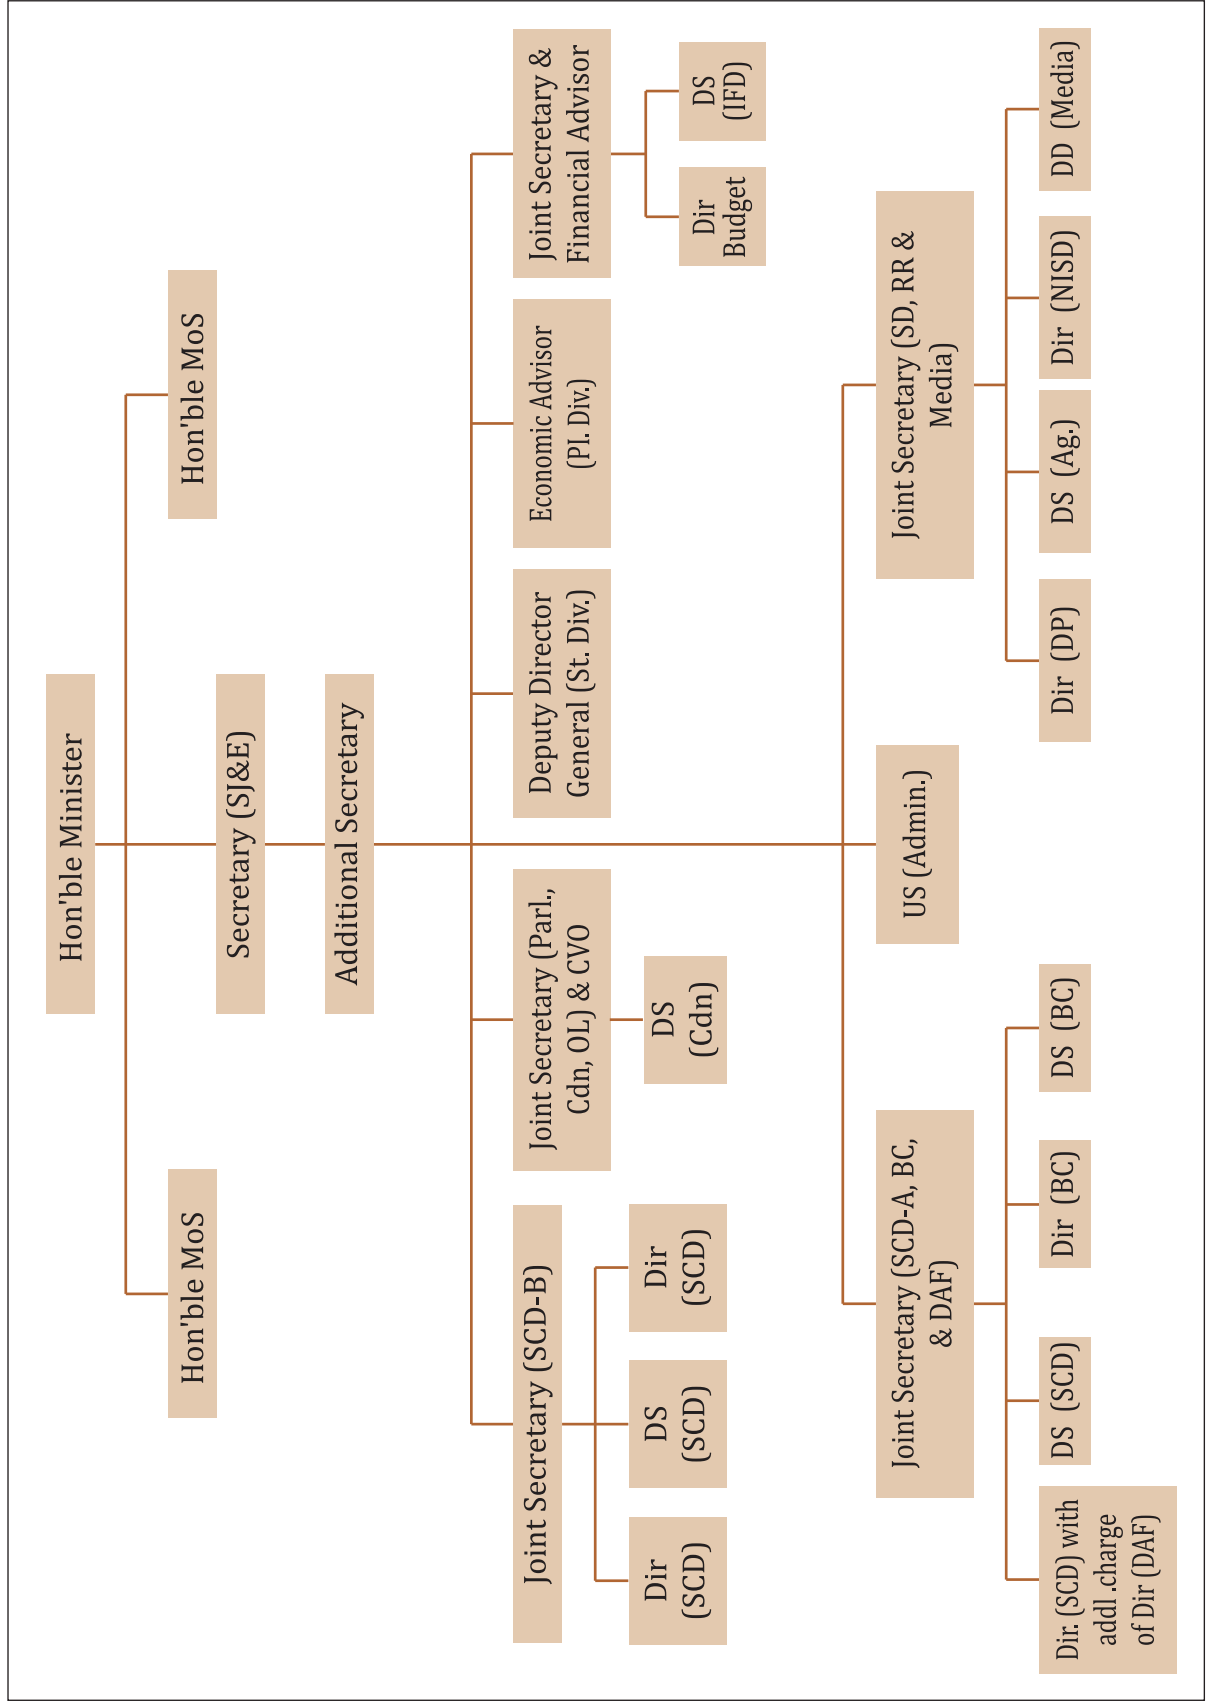 Hon'ble Minister
Hon'ble MoS
Hon'ble MoS
Secretary (SJ&E)
Additional Secretary
Joint Secretary (SCD-B)
Joint Secretary (Parl.,
Cdn, OL) & CVO
Deputy Director
General (St. Div.)
Economic Advisor
(PI. Div.)
Joint Secretary &
Financial Advisor
Dir
(SCD)
DS
(SCD)
Dir
(SCD)
DS
(Cdn)
Dir
Budget
DS
(IFD)
Joint Secretary (SCD-A, BC,
& DAF)
US (Admin.)
Joint Secretary (SD, RR &
Media)
Dir. (SCD) with
addl .charge
of Dir (DAF)
DS (SCD)
Dir (BC)
DS (BC)
Dir (DP)
DS (Ag.)
Dir (NISD)
DD (Media)